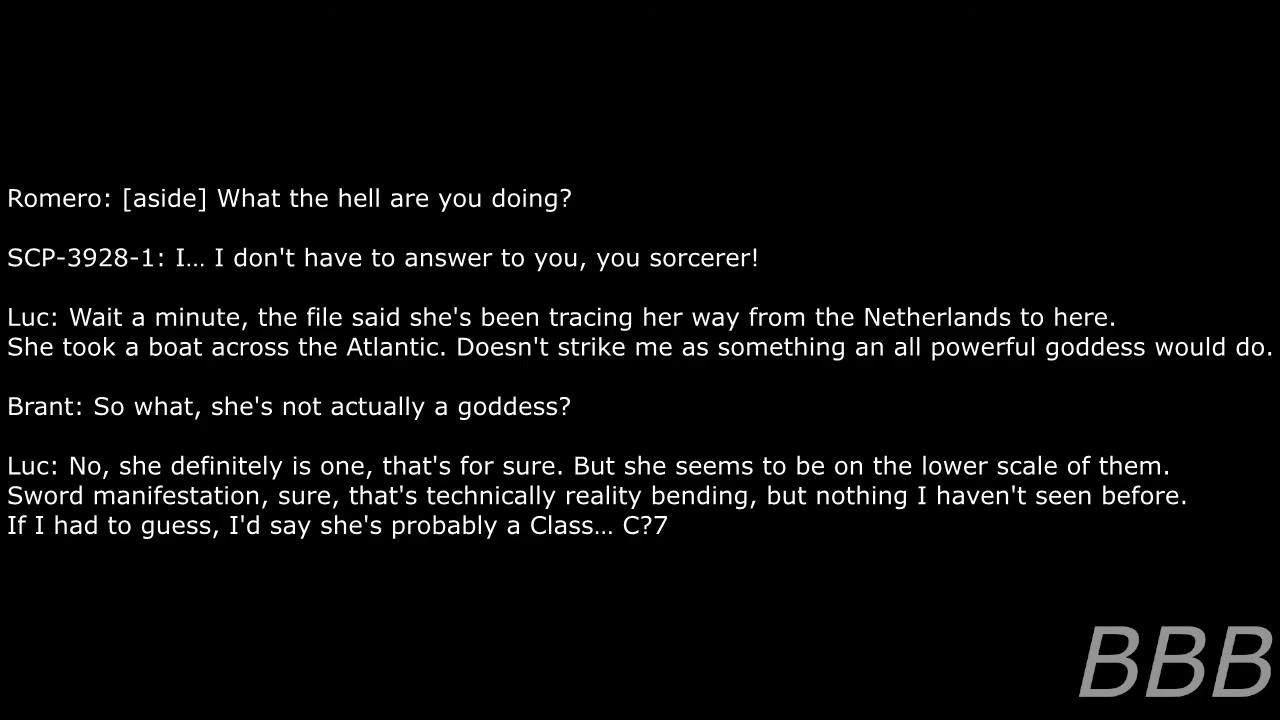 Romero: [aside] What the hell are you doing?
SCP-3928-1: I… I don't have to answer to you, you sorcerer!
Luc: Wait a minute, the file said she's been tracing her way from the Netherlands to here.
She took a boat across the Atlantic. Doesn't strike me as something an all powerful goddess would do.
Brant: So what, she's not actually a goddess?
Luc: No, she definitely is one, that's for sure. But she seems to be on the lower scale of them.
Sword manifestation, sure, that's technically reality bending, but nothing I haven't seen before.
If I had to guess, I'd say she's probably a Class… C?7
BBB